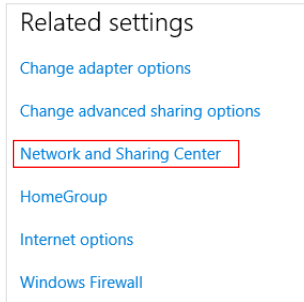 Related settings
Change adapter options
Change advanced sharing options
Network and Sharing Center
HomeGroup
Internet options
Windows Firewall